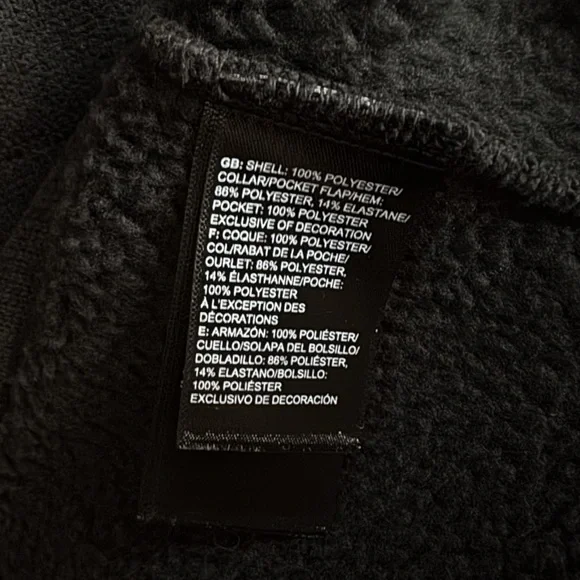 GB: SHELL: 100% POLYESTER/
COLLAR/POCKET FLAP/HEM:
86% POLYESTER, 14% ELASTANE/
POCKET: 100% POLYESTER
EXCLUSIVE OF DECORATION
F: COQUE: 100% POLYESTER/
COL/RABAT DE LA POCHE/
OURLET: 86% POLYESTER,
14% ÉLASTHANNE/POCHE:
100% POLYESTER
À L'EXCEPTION DES
DÉCORATIONS
E: ARMAZÓN: 100% POLIÉSTER/
CUELLO/SOLAPA DEL BOLSILLO/
DOBLADILLO: 86% POLIÉSTER,
14% ELASTANO/BOLSILLO:
100% POLIÉSTER
EXCLUSIVO DE DECORACIÓN